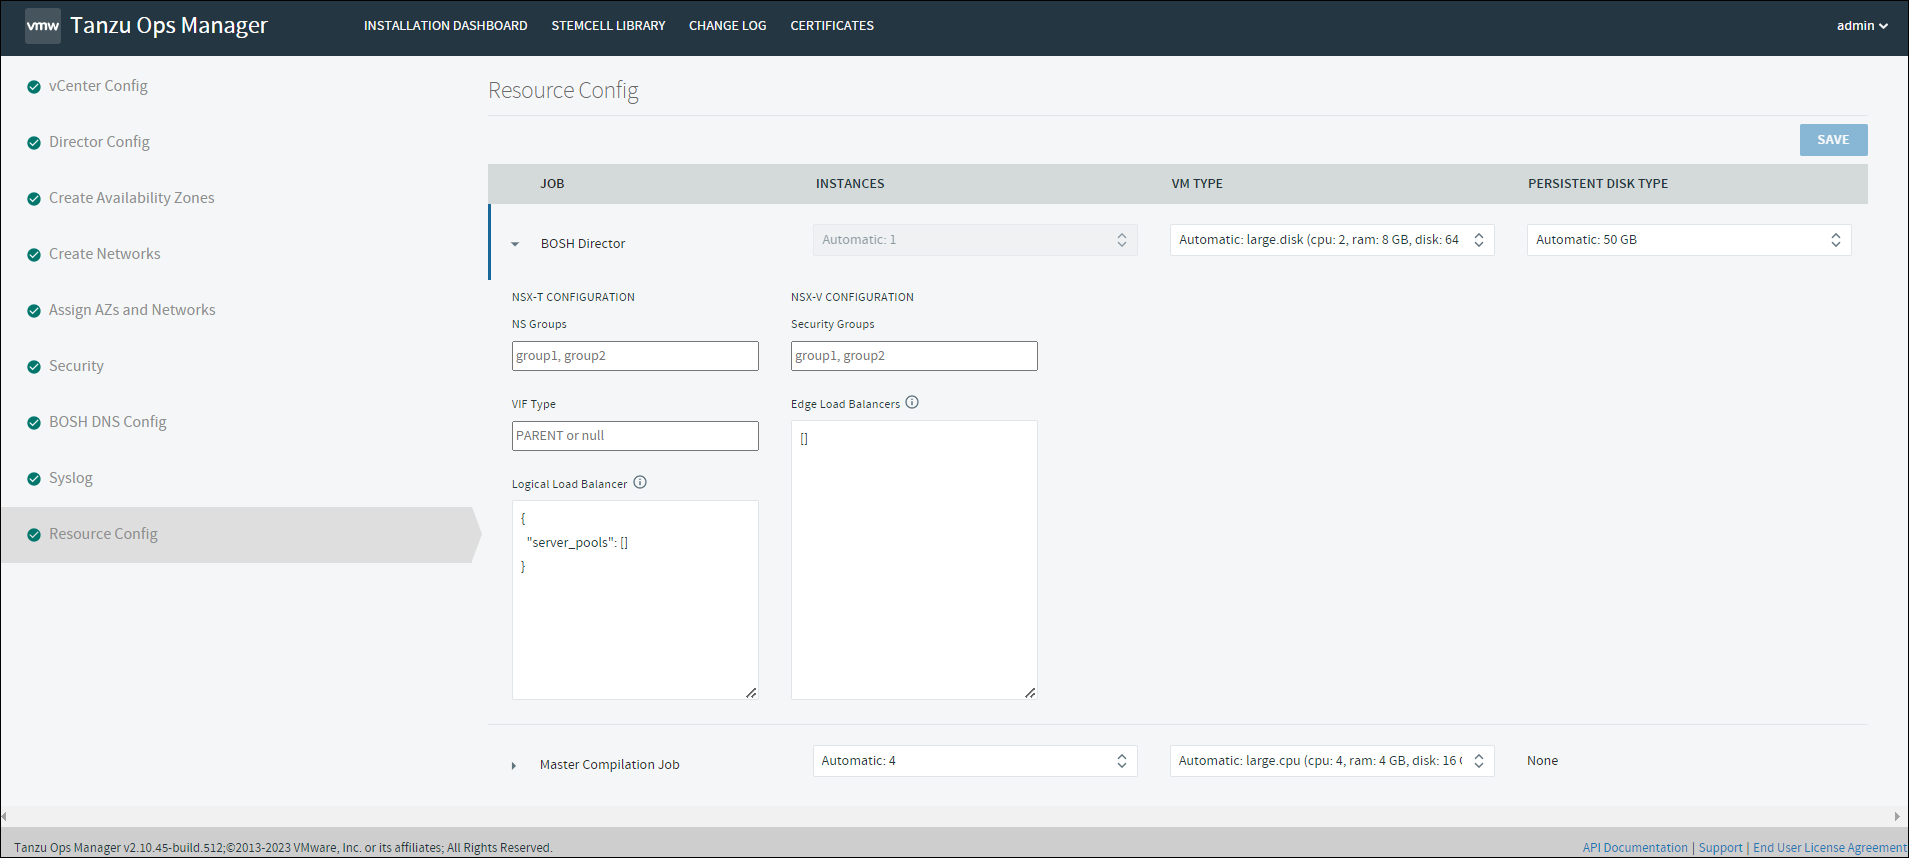 vmw Tanzu Ops Manager INSTALLATION DASHBOARD STEMCELL LIBRARY CHANGE LOG CERTIFICATES admin
vCenter Config
Director Config
Create Availability Zones
Create Networks
Assign AZs and Networks
Security
BOSH DNS Config
Syslog
Resource Config
Resource Config
SAVE
JOB INSTANCES VM TYPE PERSISTENT DISK TYPE
BOSH Director Automatic: 1 Automatic: large.disk (cpu: 2, ram: 8 GB, disk: 64 Automatic: 50 GB
NSX-T CONFIGURATION
NS Groups
group1, group2
VIF Type
PARENT or null
Logical Load Balancer
{
"server_pools": []
}
NSX-V CONFIGURATION
Security Groups
group1, group2
Edge Load Balancers
[]
Master Compilation Job Automatic: 4 Automatic: large.cpu (cpu: 4, ram: 4 GB, disk: 16 None
Tanzu Ops Manager v2.10.45-build.512;©2013-2023 VMware, Inc. or its affiliates; All Rights Reserved. API Documentation | Support | End User License Agreement